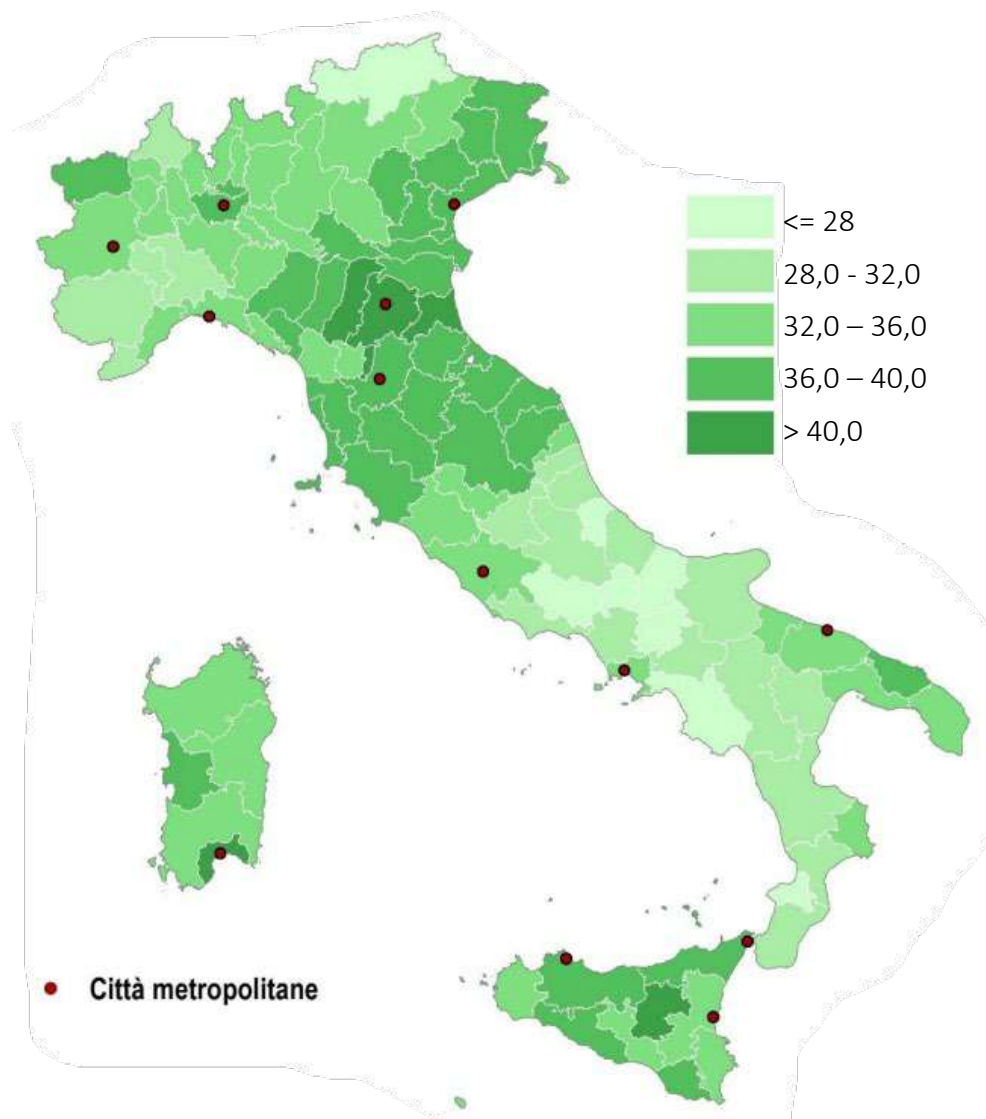 <= 28
28,0 - 32,0
32,0 – 36,0
36,0 – 40,0
> 40,0
Città metropolitane